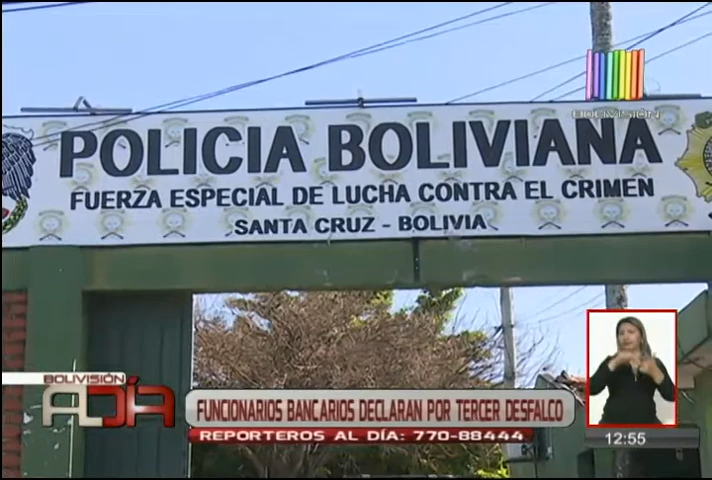 POLICIA BOLIVIANA
FUERZA ESPECIAL DE LUCHA CONTRA EL CRIMEN
SANTA CRUZ - BOLIVIA
BOLIVISIÓN
BOLIVISIÓN
AL DÍA
FUNCIONARIOS BANCARIOS DECLARAN POR TERCER DESFALCO
REPORTEROS AL DÍA: 770-88444
12:55